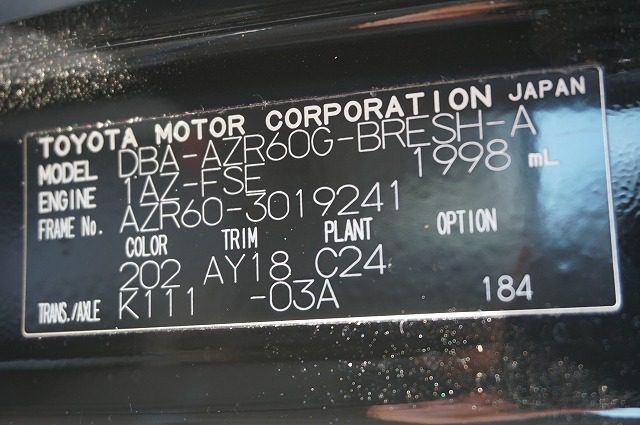 TOYOTA MOTOR CORPORATION JAPAN
MODEL DBA-AZR60G-BRESH-A
ENGINE 1AZ-FSE 1998 mL
FRAME No. AZR60-3019241
COLOR TRIM PLANT OPTION
202 AY18 C24
TRANS./AXLE K111 -03A 184